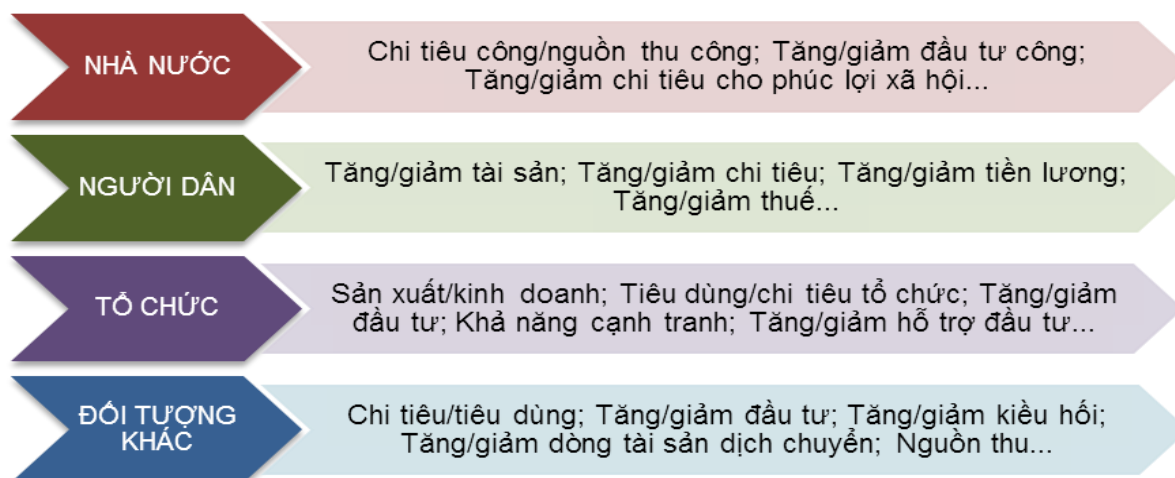 NHÀ NƯỚC
Chi tiêu công/nguồn thu công; Tăng/giảm đầu tư công;
Tăng/giảm chi tiêu cho phúc lợi xã hội...
NGƯỜI DÂN
Tăng/giảm tài sản; Tăng/giảm chi tiêu; Tăng/giảm tiền lương;
Tăng/giảm thuế...
TỔ CHỨC
Sản xuất/kinh doanh; Tiêu dùng/chi tiêu tổ chức; Tăng/giảm
đầu tư; Khả năng cạnh tranh; Tăng/giảm hỗ trợ đầu tư...
ĐỐI TƯỢNG
KHÁC
Chi tiêu/tiêu dùng; Tăng/giảm đầu tư; Tăng/giảm kiều hối;
Tăng/giảm dòng tài sản dịch chuyển; Nguồn thu...